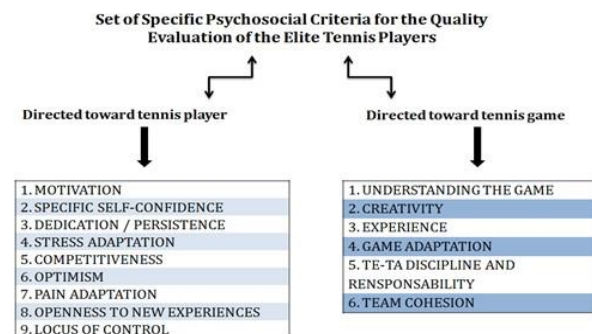 Set of Specific Psychosocial Criteria for the Quality
Evaluation of the Elite Tennis Players
Directed toward tennis player
Directed toward tennis game
1. MOTIVATION
2. SPECIFIC SELF-CONFIDENCE
3. DEDICATION / PERSISTENCE
4. STRESS ADAPTATION
5. COMPETITIVENESS
6. OPTIMISM
7. PAIN ADAPTATION
8. OPENNESS TO NEW EXPERIENCES
9. LOCUS OF CONTROL
1. UNDERSTANDING THE GAME
2. CREATIVITY
3. EXPERIENCE
4. GAME ADAPTATION
5. TE-TA DISCIPLINE AND
RENSPONSABILITY
6. TEAM COHESION